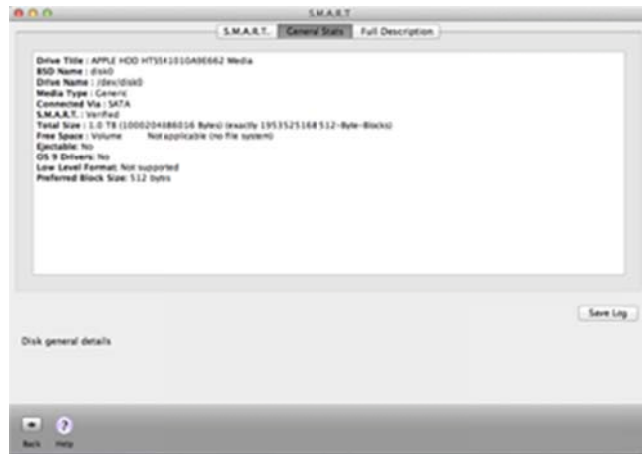 S.M.A.R.T
S.M.A.R.T. General Stats Full Description
Drive Title : APPLE HDD Media
BSD Name : disk0
Drive Name : /dev/disk0
Media Type : Generic
Connected Via : SATA
S.M.A.R.T. : Verified
Total Size : 1.0 TB (1000204886016 Bytes) (exactly 1953525168 512-Byte-Blocks)
Free Space : Volume Not applicable (no file system)
Ejectable: No
OS 9 Drivers: No
Low Level Format: Not supported
Preferred Block Size: 512 bytes
Save Log
Disk general details
Back Help